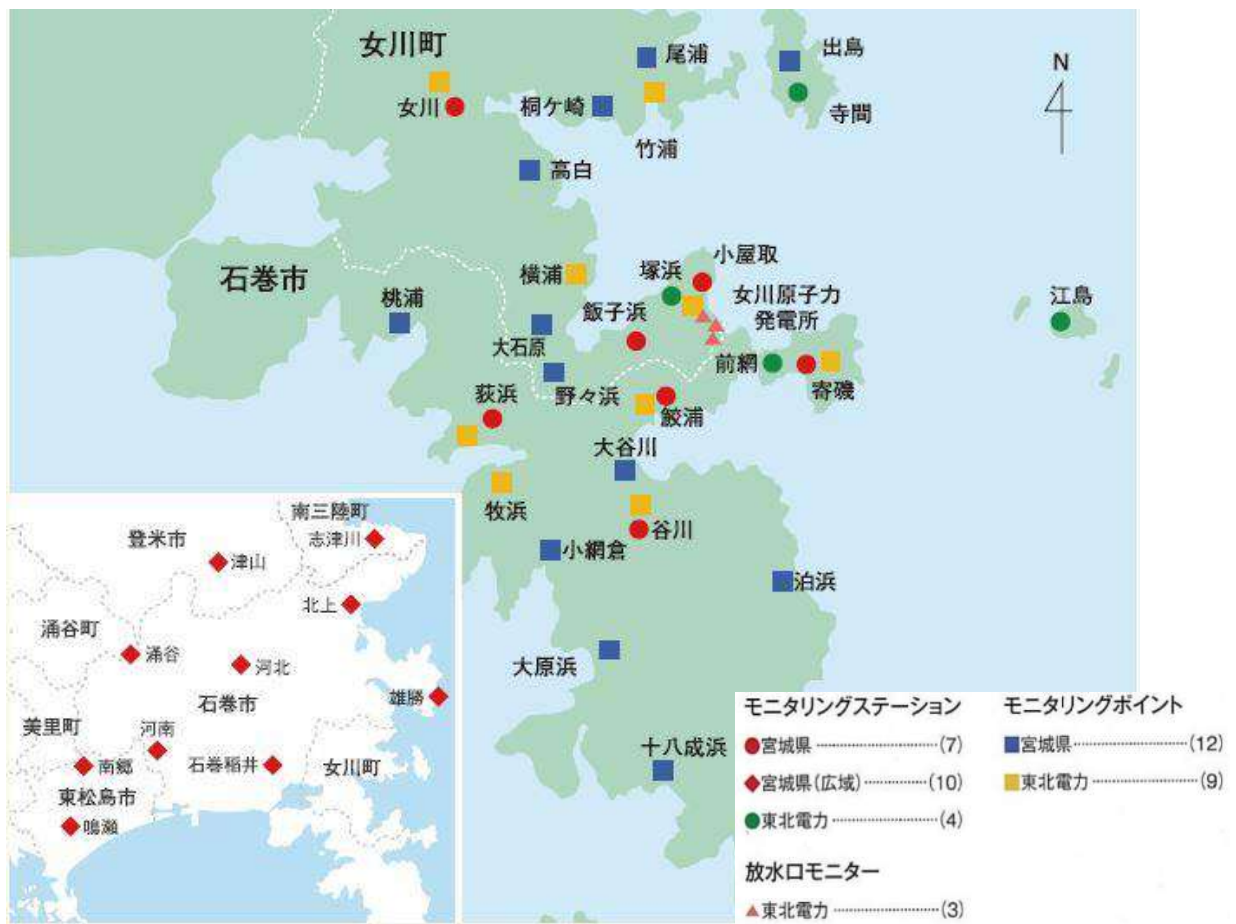 女川町
尾浦
出島
N
女川
桐ケ崎
寺間
竹浦
高白
小屋取
塚浜
石巻市
横浦
女川原子力
発電所
江島
桃浦
飯子浜
大石原
前網
野々浜
寄磯
荻浜
鮫浦
大谷川
牧浜
谷川
小網倉
泊浜
大原浜
十八成浜
南三陸町
志津川
登米市
津山
北上
涌谷町
涌谷
河北
石巻市
雄勝
美里町
河南
南郷
石巻稲井
女川町
東松島市
鳴瀬
モニタリングステーション
宮城県 ……………… (7)
宮城県(広域) ………… (10)
東北電力 ……………… (4)
放水口モニター
東北電力 ……………… (3)
モニタリングポイント
宮城県 ……………… (12)
東北電力 ……………… (9)